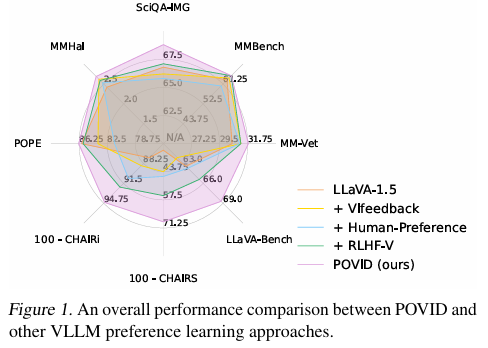 SciQA-IMG
MMHal
MMBench
67.5
2.5
61.25
65.0
2.0
52.5
62.5
1.5
43.75
POPE
86.25
82.5
78.75
N/A
27.25
29.5
31.75
MM-Vet
88.25
63.0
43.75
91.5
66.0
57.5
94.75
69.0
71.25
100 - CHAIRi
LLaVA-Bench
100 - CHAIRS
LLaVA-1.5
+ Vlfeedback
+ Human-Preference
+ RLHF-V
POVID (ours)
Figure 1. An overall performance comparison between POVID and
other VLLM preference learning approaches.